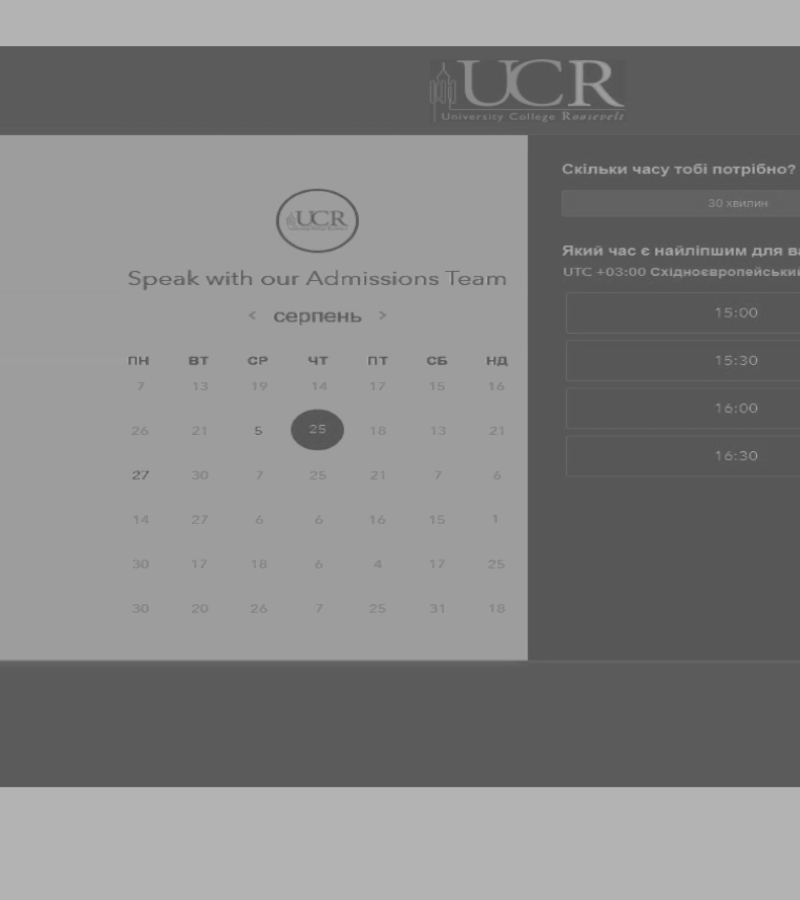 UCR
University College Roosevelt
UCR
Speak with our Admissions Team
< серпень >
ПН ВТ СР ЧТ ПТ СБ НД
7 13 19 14 17 15 16
26 21 5 25 18 13 21
27 30 7 25 21 7 6
14 27 6 6 16 15 1
30 17 18 6 4 17 25
30 20 26 7 25 31 18
Скільки часу тобі потрібно?
30 хвилин
Який час є найліпшим для
UTC +03:00 Східноєвропейський
15:00
15:30
16:00
16:30